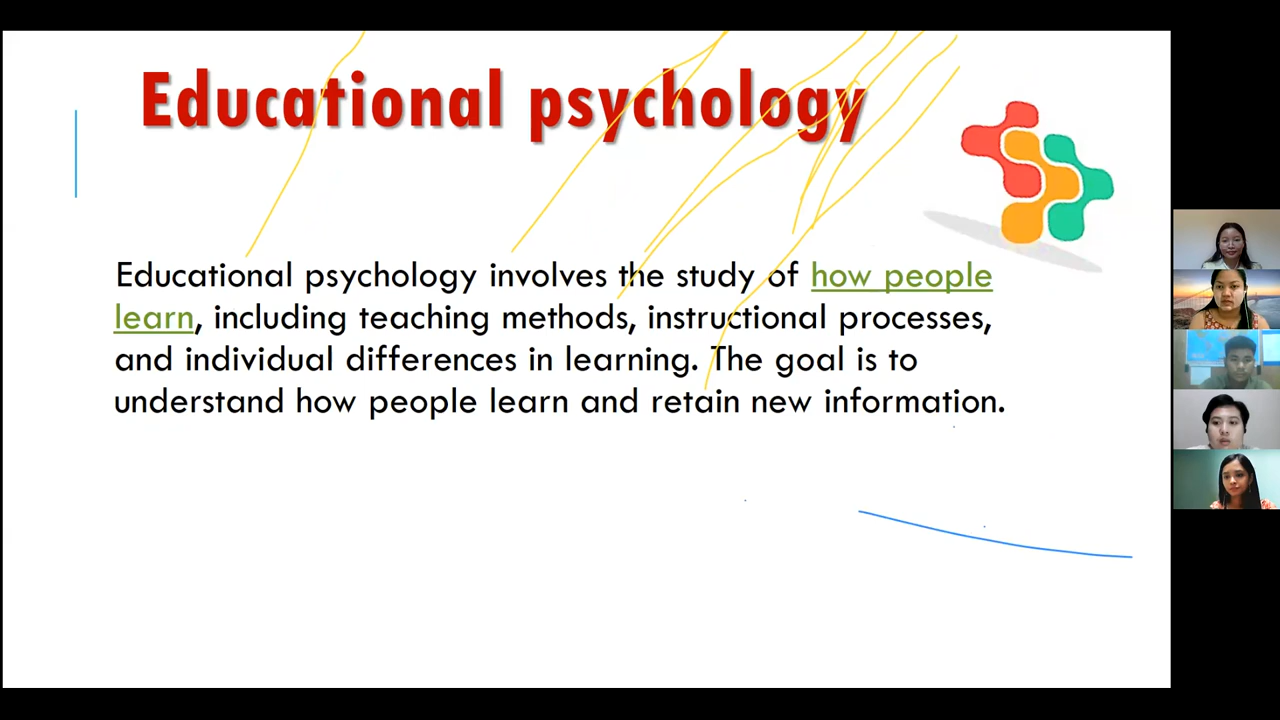 Educational psychology
Educational psychology involves the study of how people
learn, including teaching methods, instructional processes,
and individual differences in learning. The goal is to
understand how people learn and retain new information.